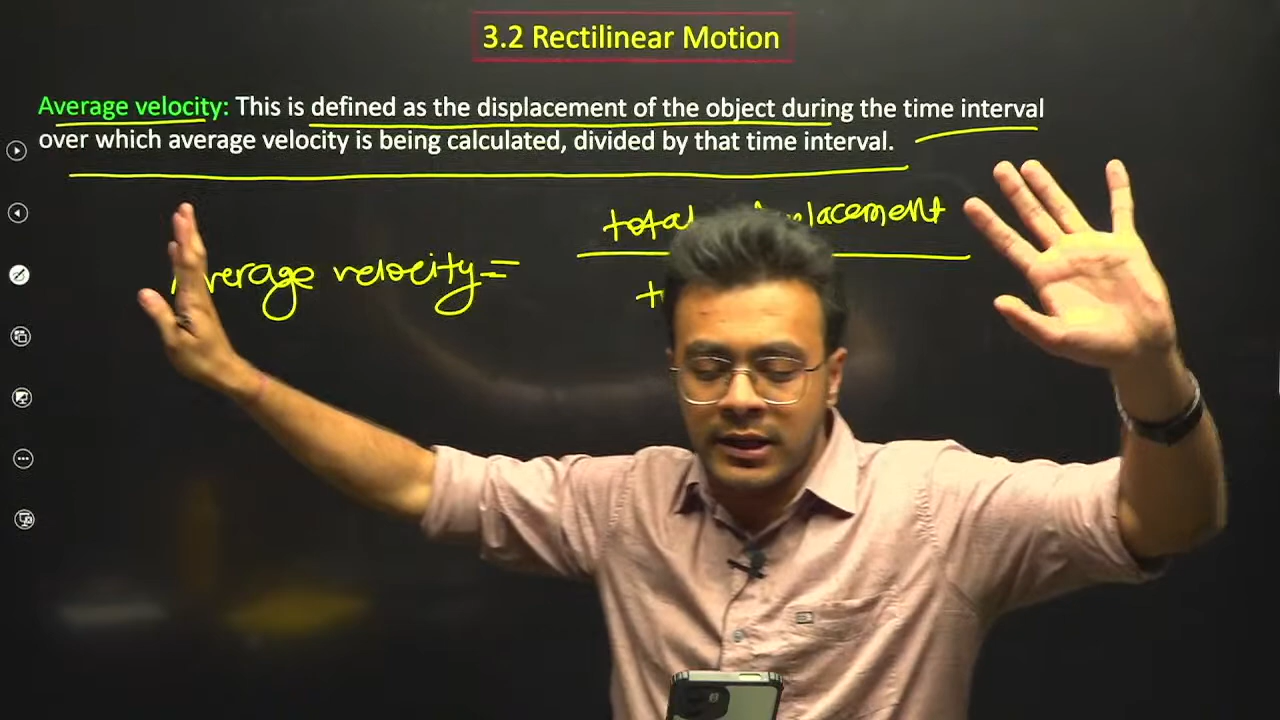 3.2 Rectilinear Motion
Average velocity: This is defined as the displacement of the object during the time interval
over which average velocity is being calculated, divided by that time interval.
total
verage velocity =